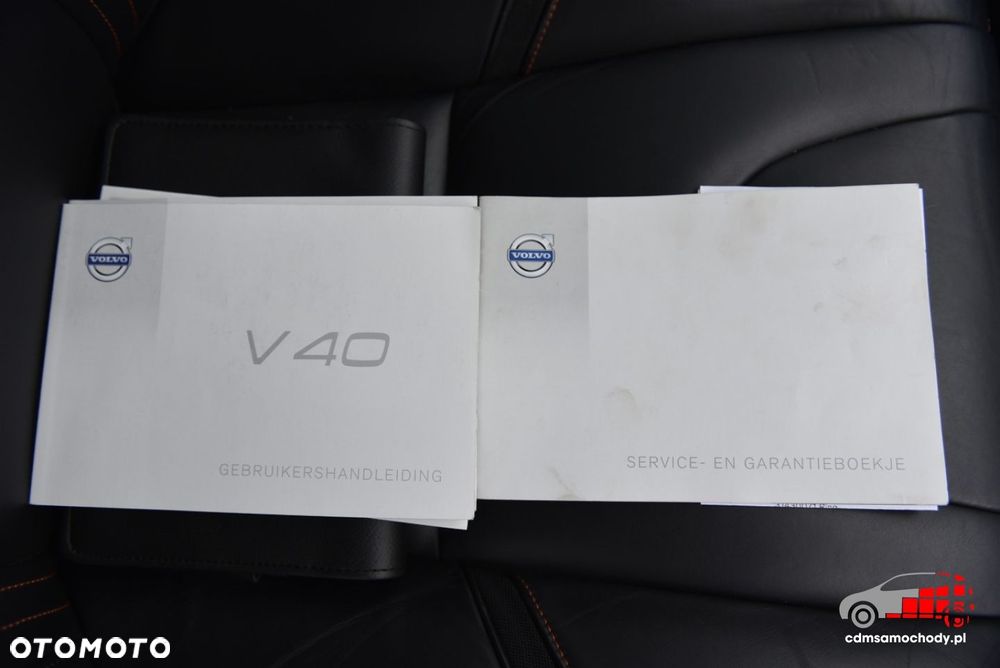 VOLVO
V40
GEBRUIKERSHANDLEIDING
VOLVO
SERVICE- EN GARANTIEBOEKJE
OTOMOTO
cdmsamochody.pl